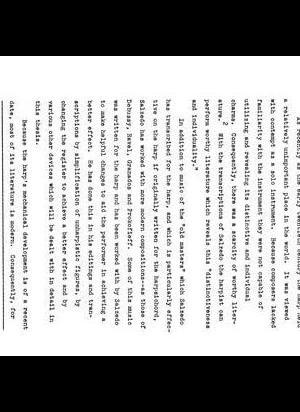 As recently as the early twentieth century the harp held
a relatively unimportant place in the world. It was viewed
with contempt as a solo instrument. Because composers lacked
familiarity with the instrument they were not capable of
utilizing and revealing its distinctive and individual
charms. Consequently, there was a scarcity of worthy liter-
ature. 2 With the transcriptions of Salzedo the harpist can
perform worthy literature which reveals this "distinctiveness
and individuality."
In addition to music of the "old masters" which Salzedo
has transcribed for the harp, and which is particularly effec-
tive on the harp if originally written for the harpsichord,
Salzedo has worked with more modern compositions--as those of
Debussy, Ravel, Granados and Prokofieff. Some of this music
was written for the harp and has been worked with by Salzedo
to make helpful changes to aid the performer in achieving a
better effect. He has done this in his editings and tran-
scriptions by simplification of unharpistic figures, by
changing the register to achieve a better effect and by
various other devices which will be dealt with in detail in
this thesis.
Because the harp's mechanical development is of a recent
date, most of its literature is modern. Consequently, for